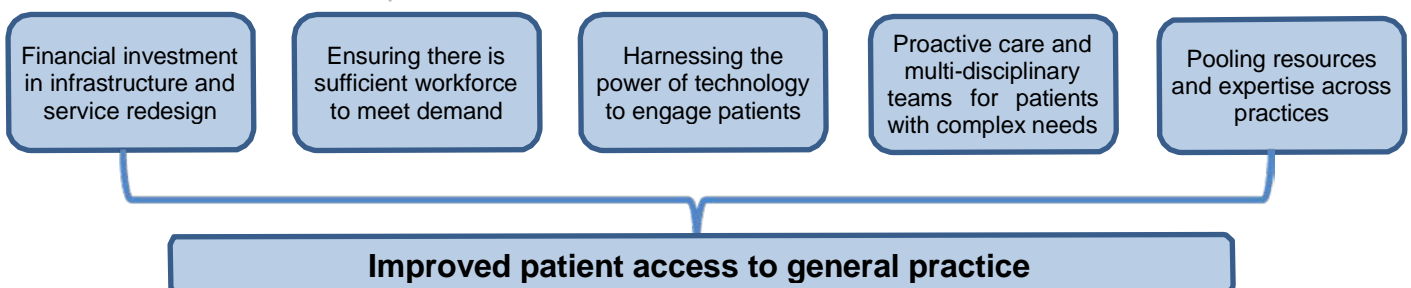 Financial investment
in infrastructure and
service redesign
Ensuring there is
sufficient workforce
to meet demand
Harnessing the
power of technology
to engage patients
Proactive care and
multi-disciplinary
teams for patients
with complex needs
Pooling resources
and expertise across
practices
Improved patient access to general practice